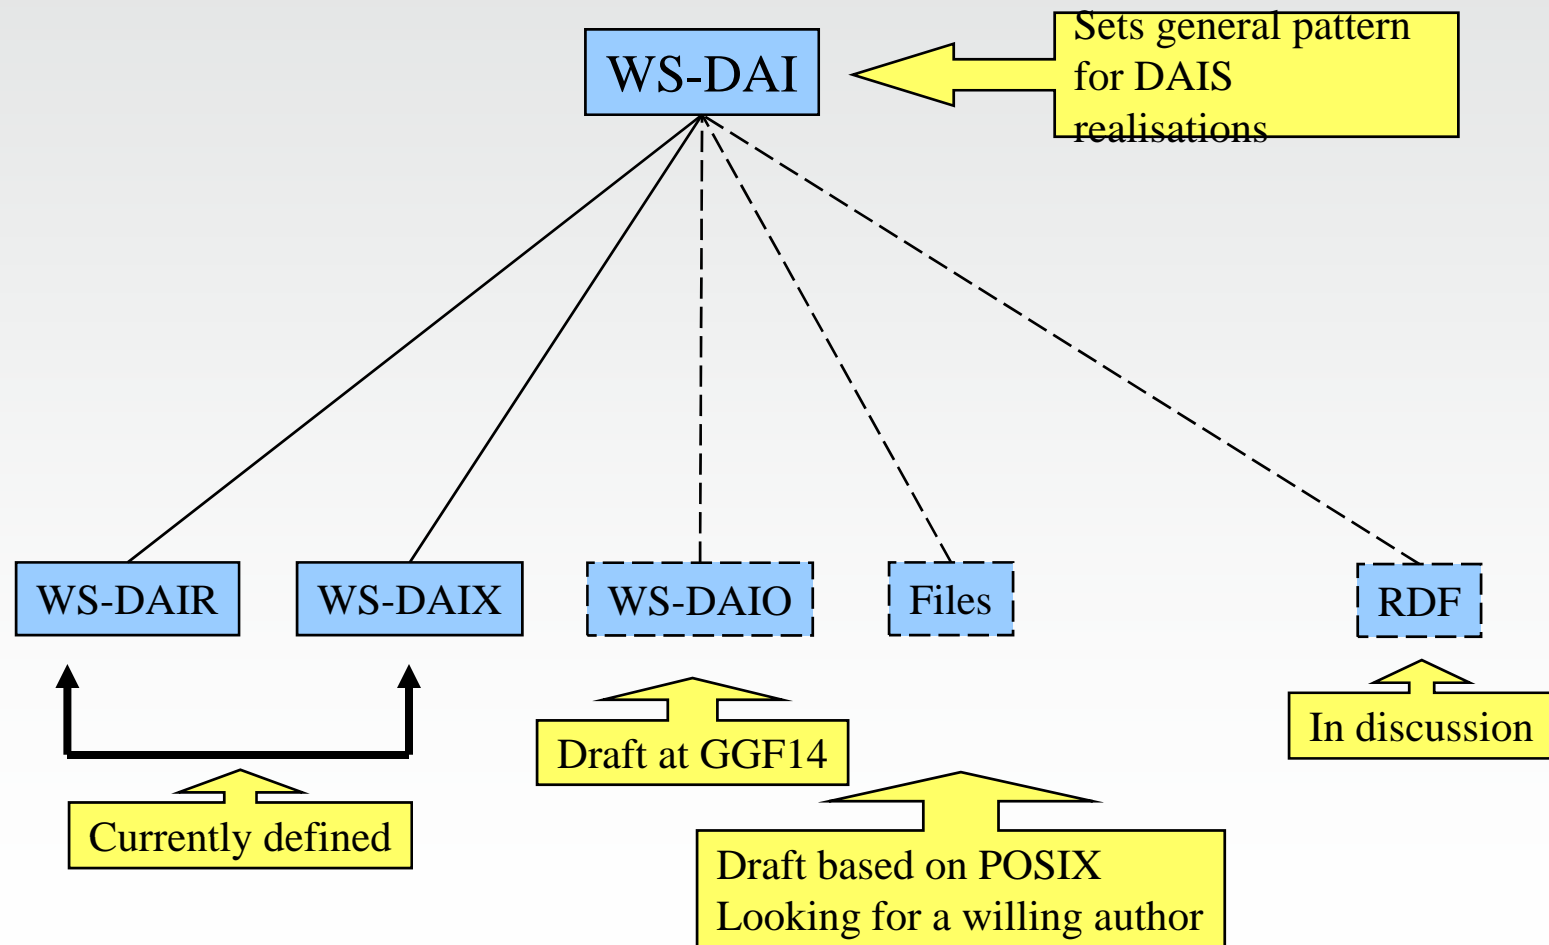 WS-DAI
Sets general pattern
for DAIS
realisations
WS-DAIR
WS-DAIX
WS-DAIO
Files
RDF
Currently defined
Draft at GGF14
In discussion
Draft based on POSIX
Looking for a willing author